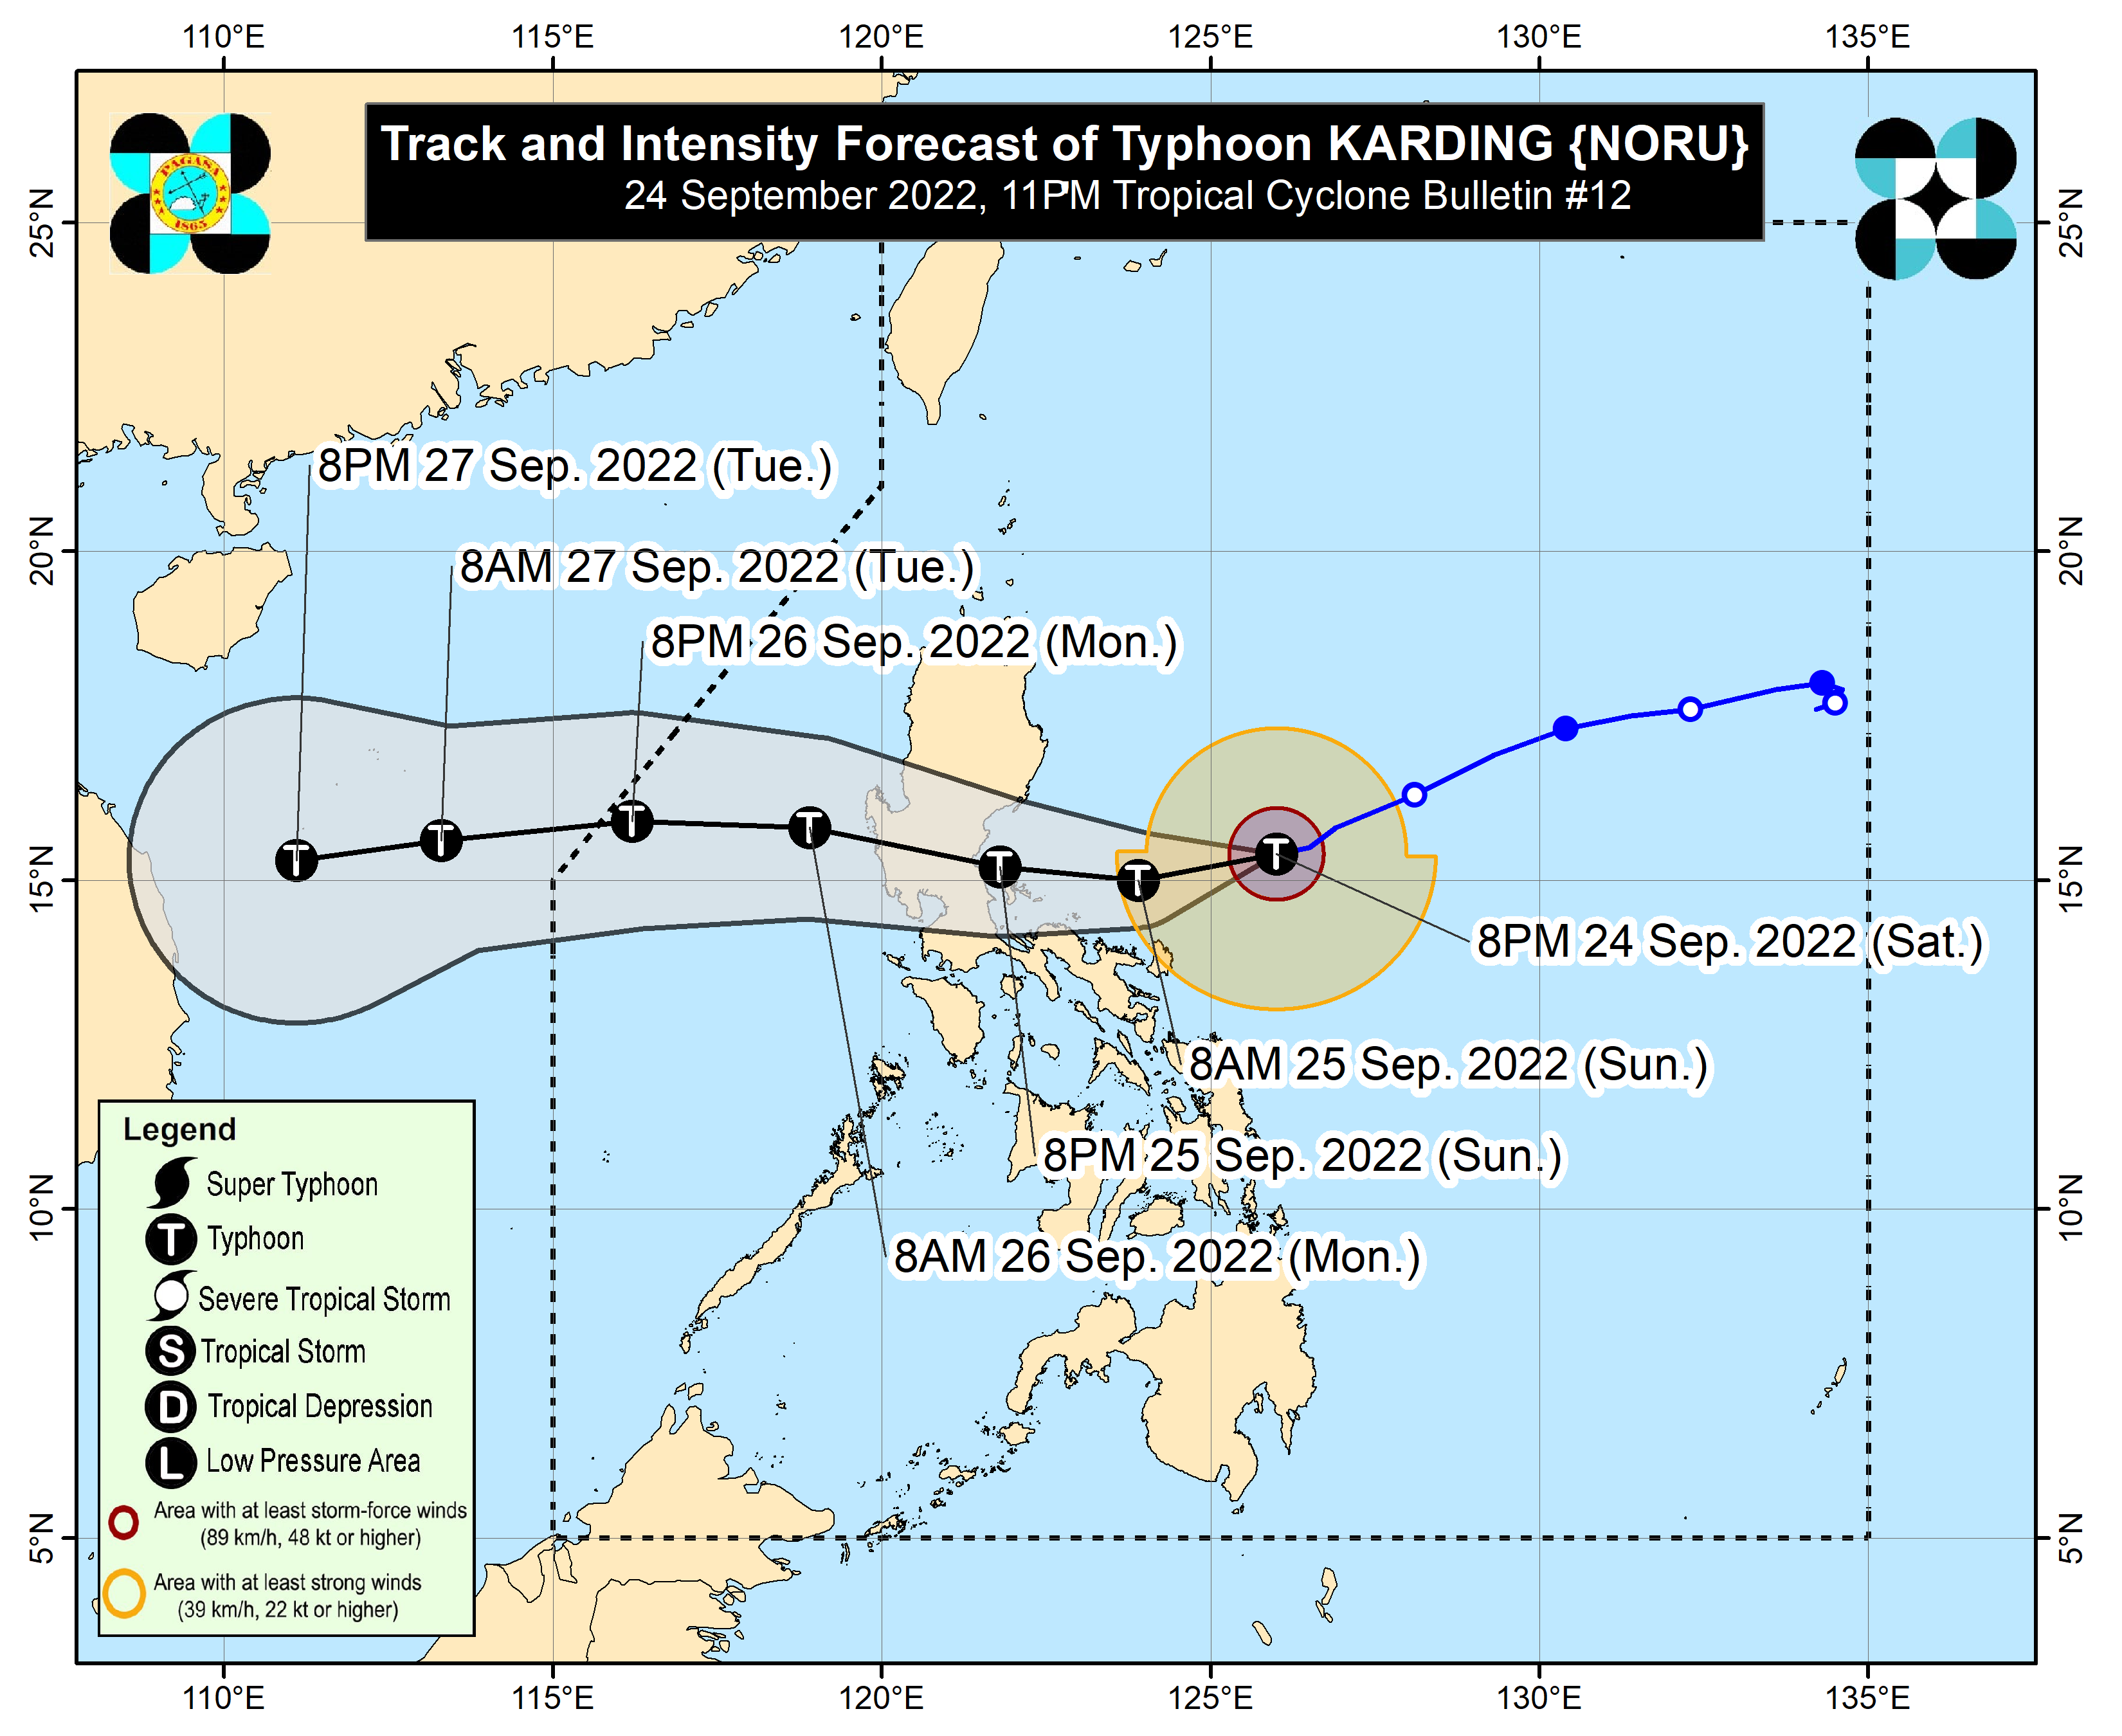 110°E 115°E 120°E 125°E 130°E 135°E
Track and Intensity Forecast of Typhoon KARDING {NORU}
24 September 2022, 11PM Tropical Cyclone Bulletin #12
PAGASA
1865
25°N 25°N
8PM 27 Sep. 2022 (Tue.)
20°N 20°N
8AM 27 Sep. 2022 (Tue.)
8PM 26 Sep. 2022 (Mon.)
T T T T T T T
15°N 15°N
8PM 24 Sep. 2022 (Sat.)
8AM 25 Sep. 2022 (Sun.)
8PM 25 Sep. 2022 (Sun.)
10°N 10°N
8AM 26 Sep. 2022 (Mon.)
Legend
Super Typhoon
T Typhoon
Severe Tropical Storm
S Tropical Storm
D Tropical Depression
L Low Pressure Area
Area with at least storm-force winds
(89 km/h, 48 kt or higher)
5°N 5°N
Area with at least strong winds
(39 km/h, 22 kt or higher)
110°E 115°E 120°E 125°E 130°E 135°E